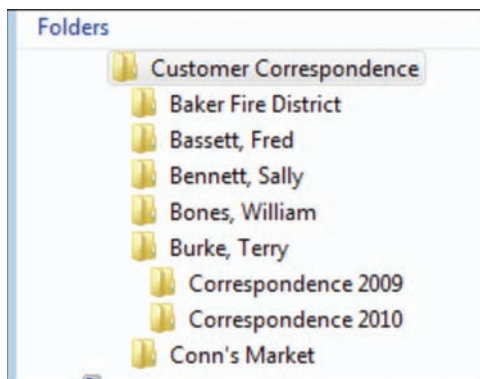 Folders
Customer Correspondence
Baker Fire District
Bassett, Fred
Bennett, Sally
Bones, William
Burke, Terry
Correspondence 2009
Correspondence 2010
Conn's Market